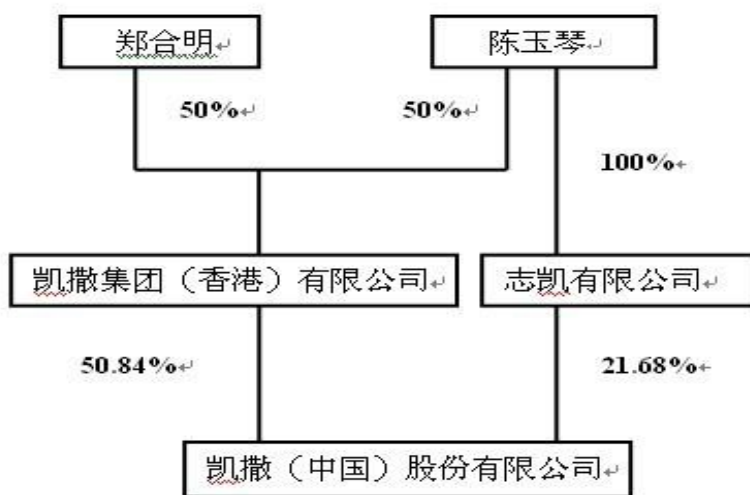 郑合明 陈玉琴
50% 50%
100%
凯撒集团（香港）有限公司 志凯有限公司
50.84% 21.68%
凯撒（中国）股份有限公司